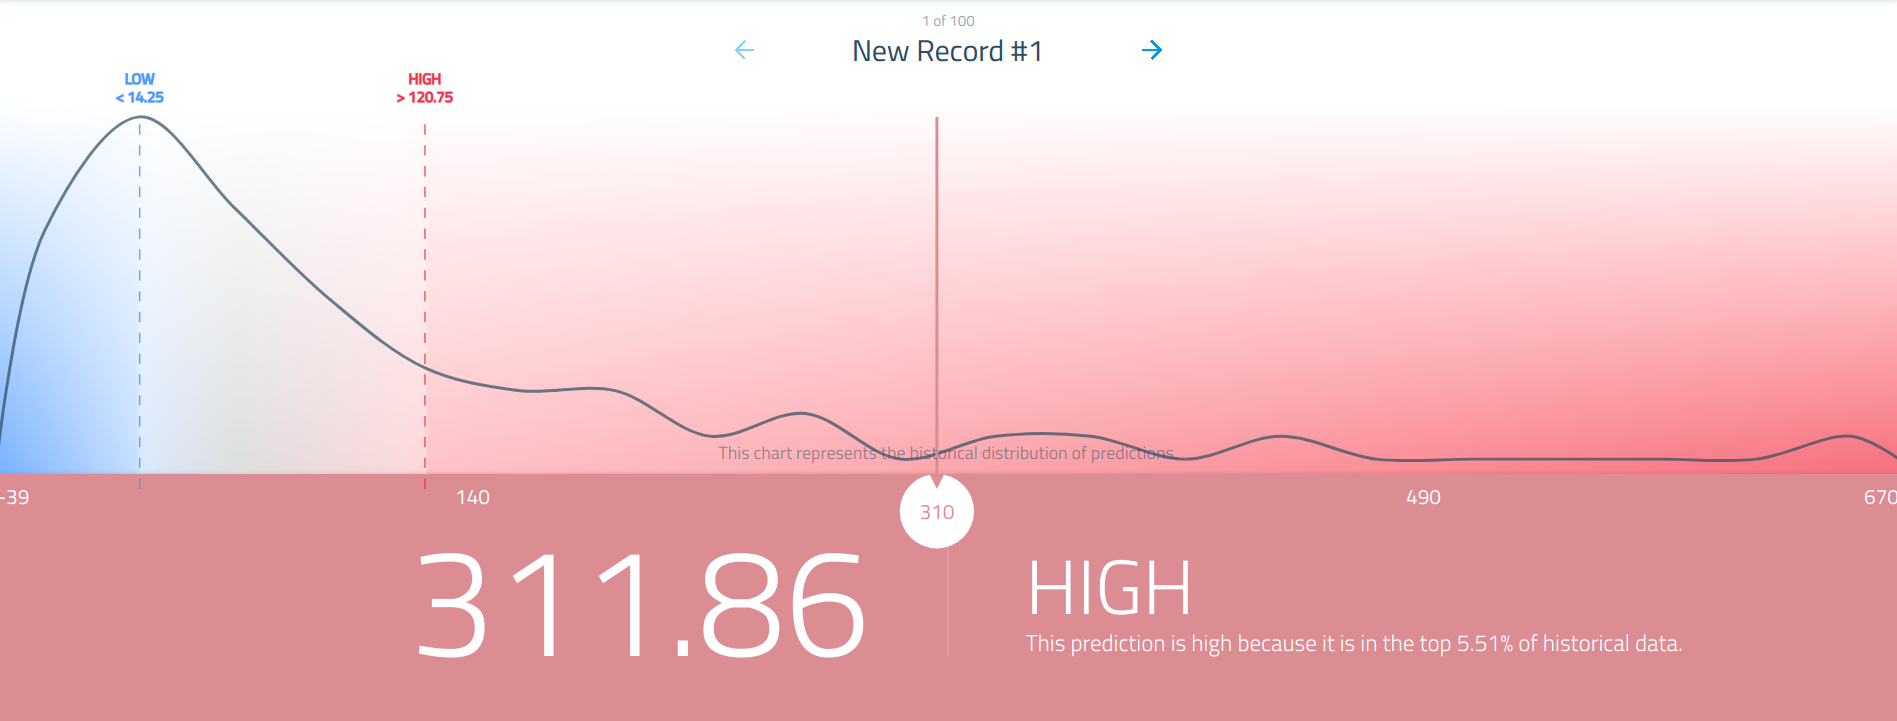 1 of 100
New Record #1
LOW
< 14.25
HIGH
> 120.75
This chart represents the historical distribution of predictions.
-39
140
310
490
670
311.86
HIGH
This prediction is high because it is in the top 5.51% of historical data.